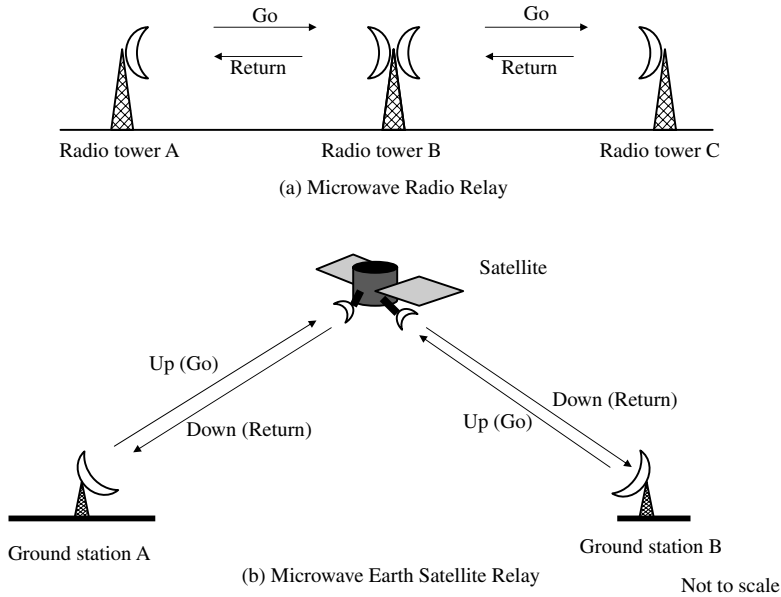 Go
Go
Return
Return
Radio tower A
Radio tower B
Radio tower C
(a) Microwave Radio Relay
Satellite
Up (Go)
Down (Return)
Down (Return)
Up (Go)
Ground station A
Ground station B
(b) Microwave Earth Satellite Relay
Not to scale